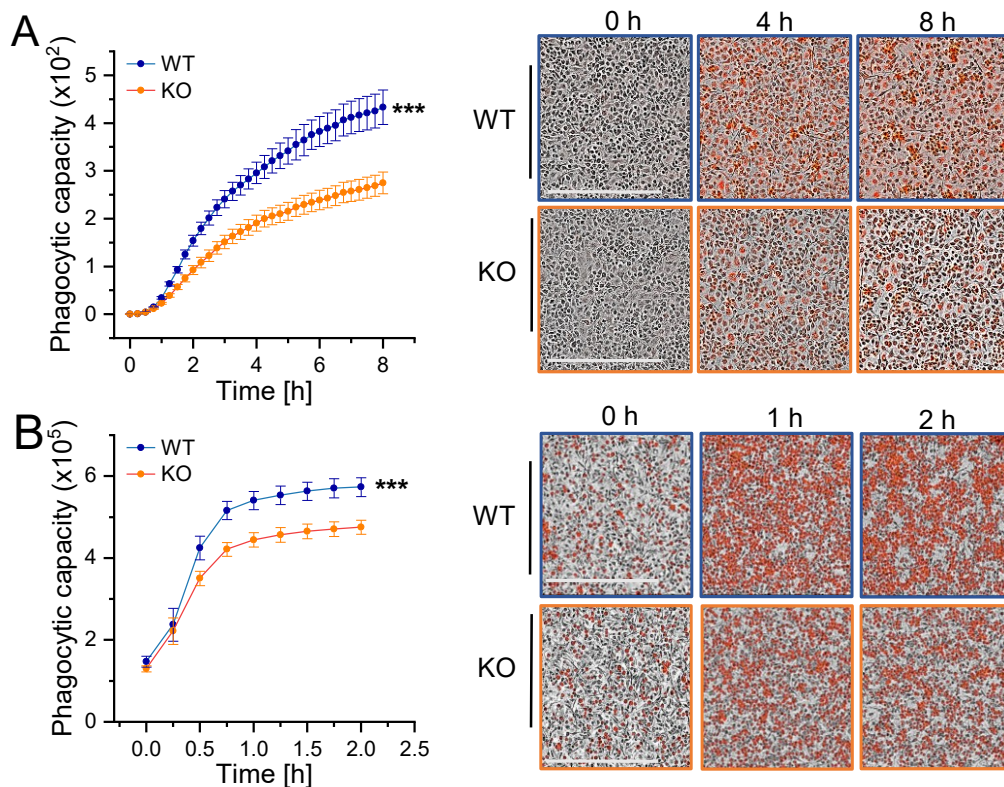 A
Phagocytic capacity (x10²)
5
4
3
2
1
0
WT
KO
***
0 2 4 6 8
Time [h]
0 h 4 h 8 h
WT
KO
B
Phagocytic capacity (x10⁵)
6
4
2
0
WT
KO
***
0.0 0.5 1.0 1.5 2.0 2.5
Time [h]
0 h 1 h 2 h
WT
KO